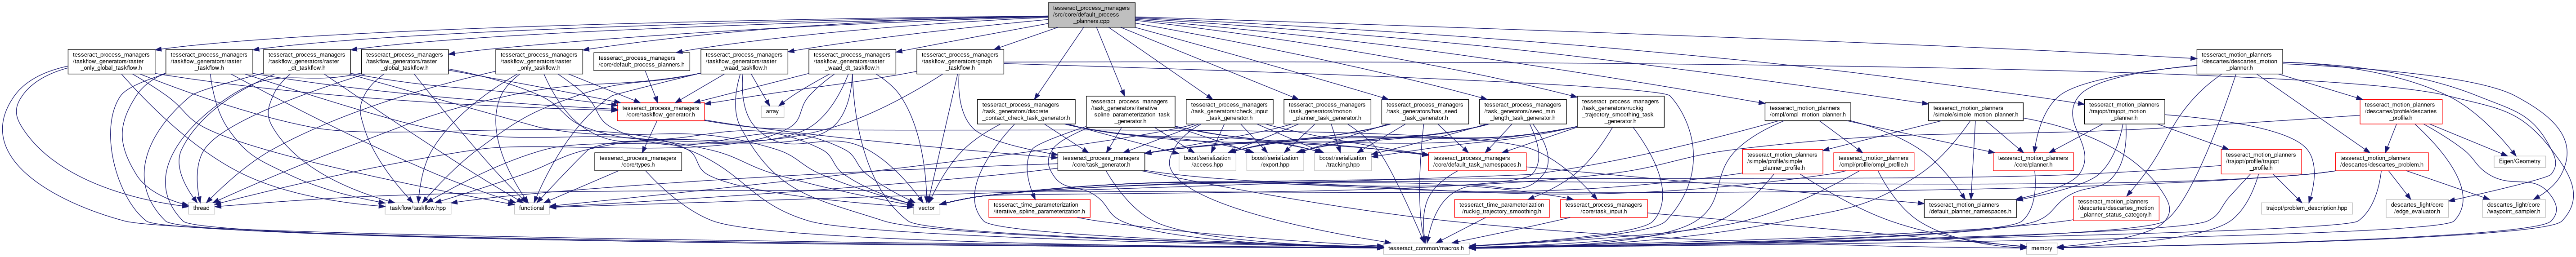 tesseract_process_managers
/src/core/default_process
_planners.cpp
tesseract_process_managers
/taskflow_generators/raster
_only_global_taskflow.h
tesseract_process_managers
/taskflow_generators/raster
_taskflow.h
tesseract_process_managers
/taskflow_generators/raster
_dt_taskflow.h
tesseract_process_managers
/taskflow_generators/raster
_global_taskflow.h
tesseract_process_managers
/taskflow_generators/raster
_only_taskflow.h
tesseract_process_managers
/core/default_process_planners.h
tesseract_process_managers
/taskflow_generators/raster
_waad_taskflow.h
tesseract_process_managers
/taskflow_generators/raster
_waad_dt_taskflow.h
tesseract_process_managers
/taskflow_generators/graph
_taskflow.h
tesseract_motion_planners
/descartes/descartes_motion
_planner.h
tesseract_process_managers
/core/taskflow_generator.h
array
tesseract_process_managers
/task_generators/discrete
_contact_check_task_generator.h
tesseract_process_managers
/task_generators/iterative
_spline_parameterization_task
_generator.h
tesseract_process_managers
/task_generators/check_input
_task_generator.h
tesseract_process_managers
/task_generators/motion
_planner_task_generator.h
tesseract_process_managers
/task_generators/has_seed
_task_generator.h
tesseract_process_managers
/task_generators/seed_min
_length_task_generator.h
tesseract_process_managers
/task_generators/ruckig
_trajectory_smoothing_task
_generator.h
tesseract_motion_planners
/ompl/ompl_motion_planner.h
tesseract_motion_planners
/simple/simple_motion_planner.h
tesseract_motion_planners
/trajopt/trajopt_motion
_planner.h
tesseract_motion_planners
/descartes/profile/descartes
_profile.h
tesseract_process_managers
/core/types.h
tesseract_process_managers
/core/task_generator.h
boost/serialization
/access.hpp
boost/serialization
/export.hpp
boost/serialization
/tracking.hpp
tesseract_process_managers
/core/default_task_namespaces.h
tesseract_motion_planners
/profile/simple
_planner_profile.h
tesseract_motion_planners
/ompl/profile/ompl_profile.h
tesseract_motion_planners
/core/planner.h
tesseract_motion_planners
/trajopt/profile/trajopt
_profile.h
tesseract_motion_planners
/descartes/descartes_problem.h
Eigen/Geometry
thread
taskflow/taskflow.hpp
functional
vector
tesseract_time_parameterization
/iterative_spline_parameterization.h
tesseract_time_parameterization
/ruckig_trajectory_smoothing.h
tesseract_process_managers
/core/task_input.h
tesseract_motion_planners
/default_planner_namespaces.h
tesseract_motion_planners
/descartes/descartes_motion
_planner_status_category.h
trajopt/problem_description.hpp
descartes_light/core
/edge_evaluator.h
descartes_light/core
/waypoint_sampler.h
tesseract_common/macros.h
memory